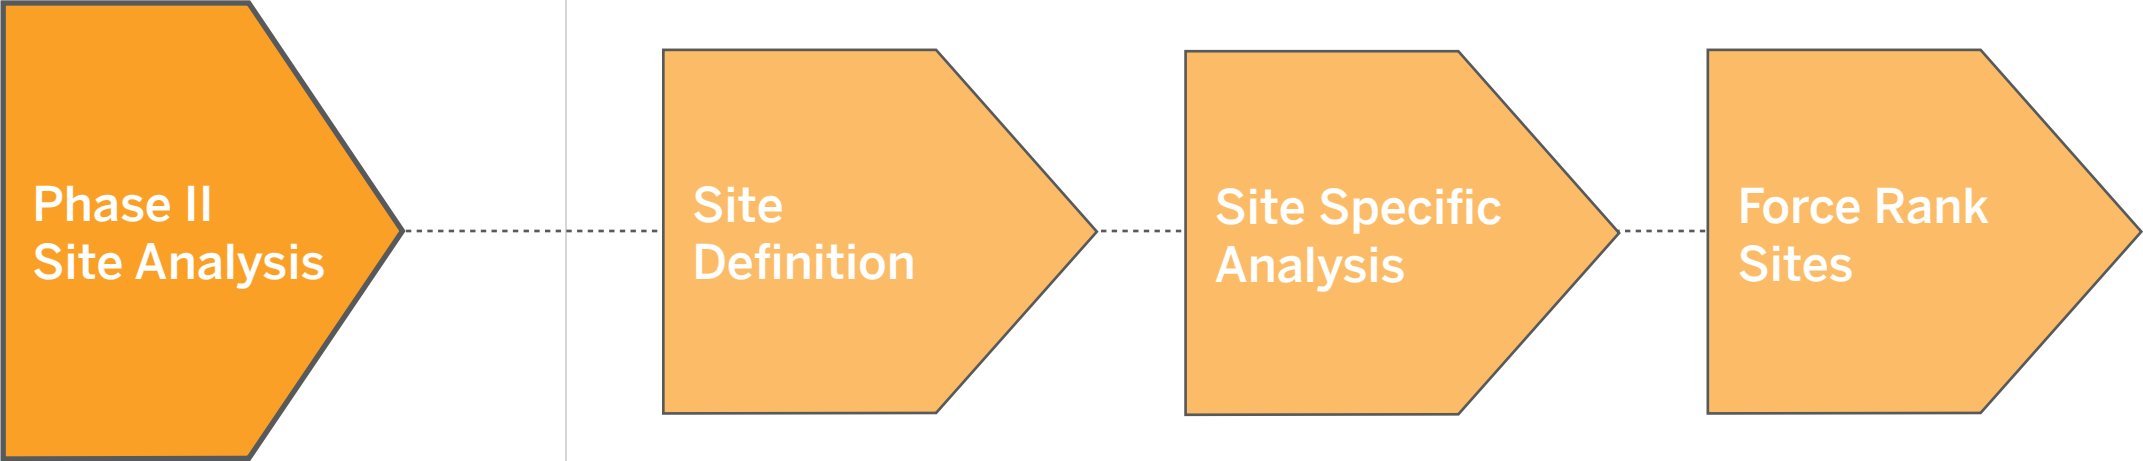 Phase II
Site Analysis
Site
Definition
Site Specific
Analysis
Force Rank
Sites